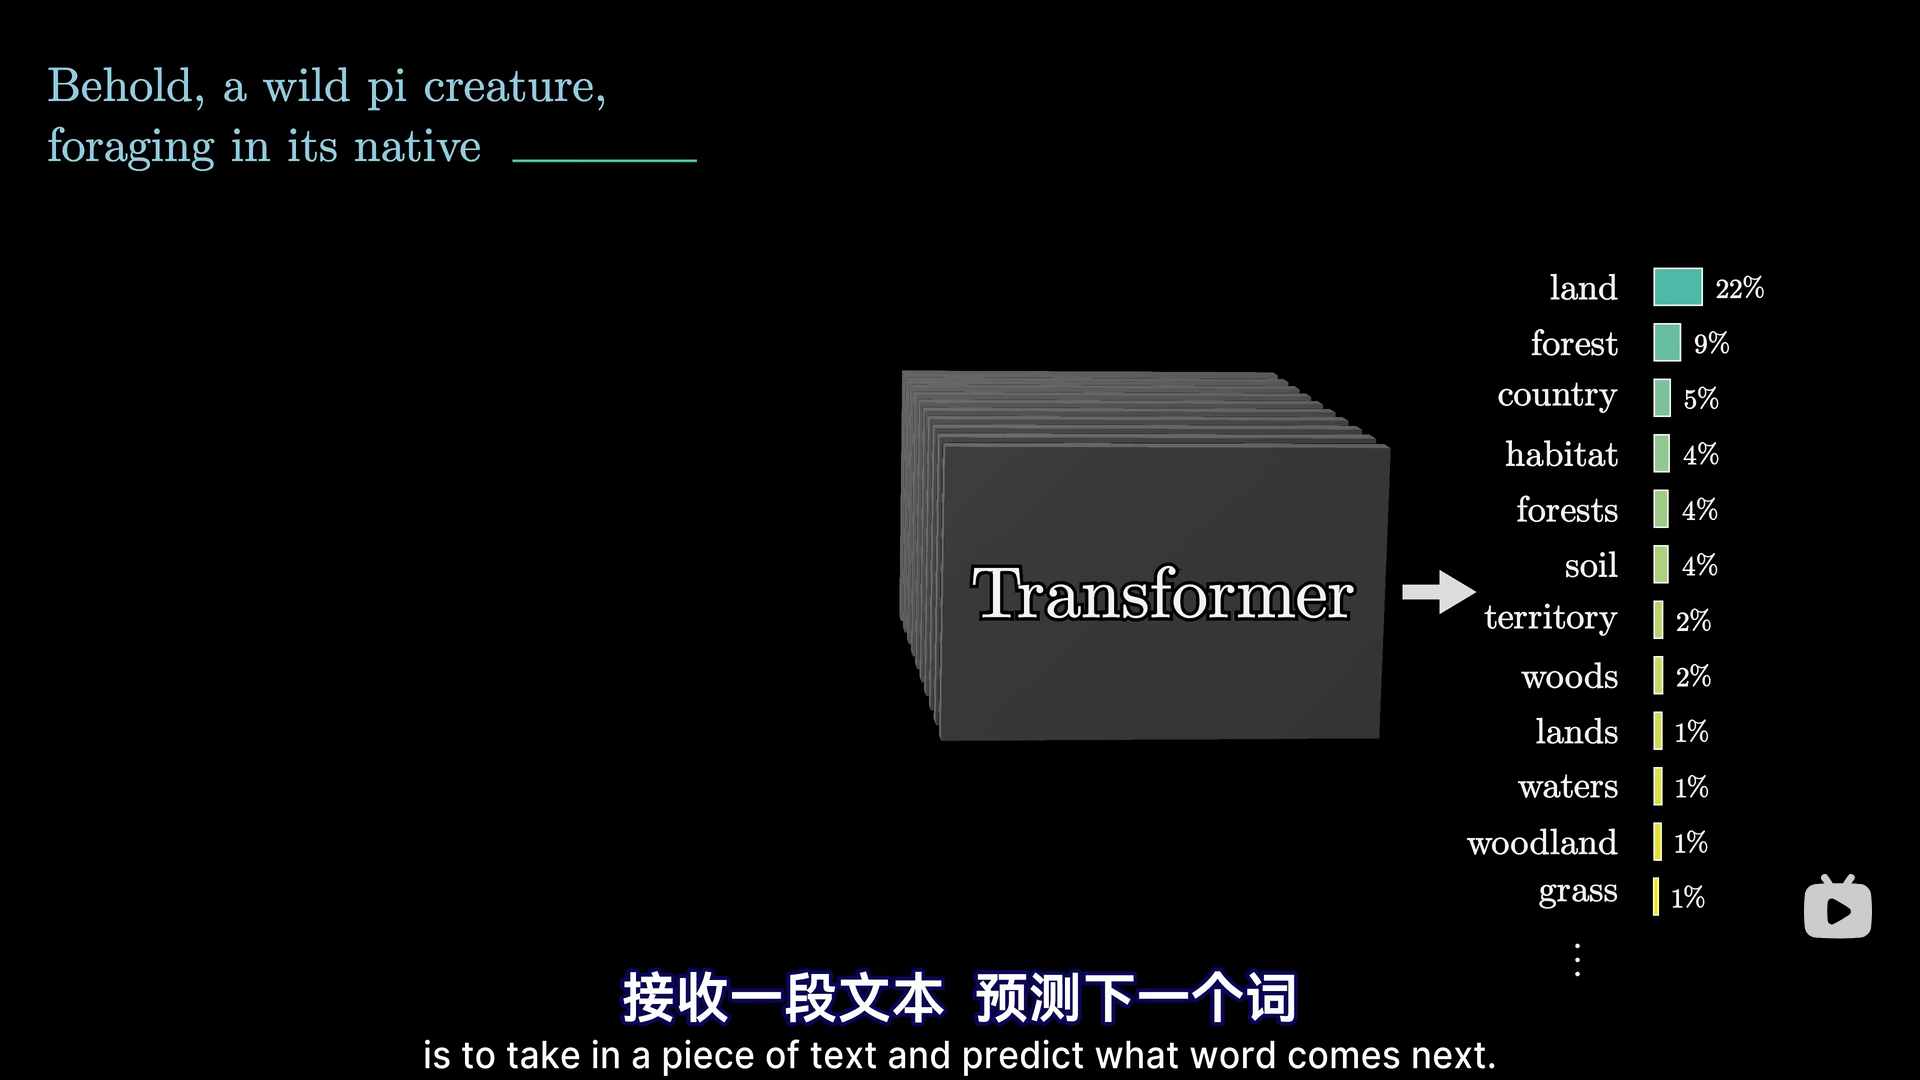 Behold, a wild pi creature,
foraging in its native
Transformer
land 22%
forest 9%
country 5%
habitat 4%
forests 4%
soil 4%
territory 2%
woods 2%
lands 1%
waters 1%
woodland 1%
grass 1%
接收一段文本 预测下一个词
is to take in a piece of text and predict what word comes next.